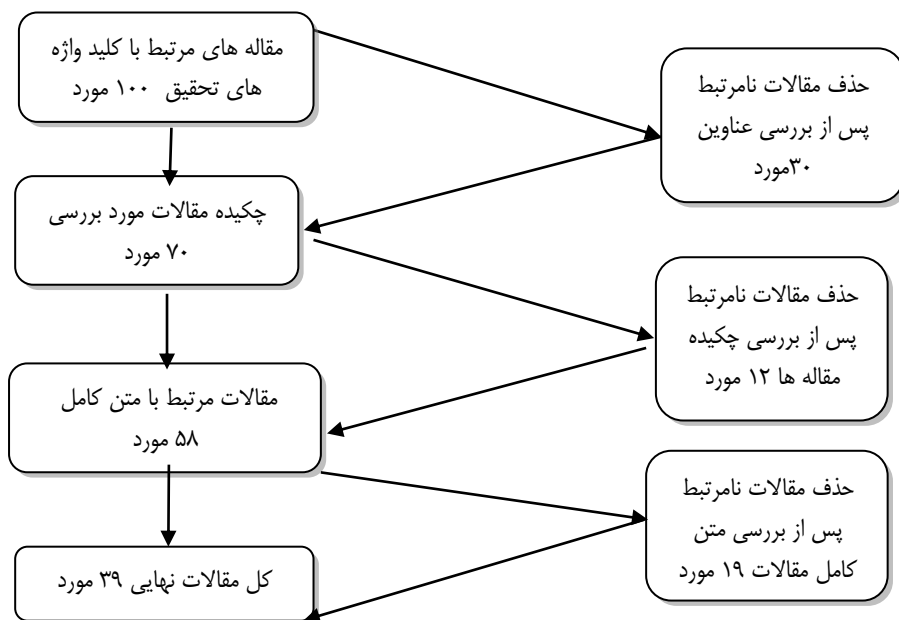 مقاله های مرتبط با کلید واژه
های تحقیق ۱۰۰ مورد
حذف مقالات نامرتبط
پس از بررسی عناوین
۳۰مورد
چکیده مقالات مورد بررسی
۷۰ مورد
حذف مقالات نامرتبط
پس از بررسی چکیده
مقاله ها ۱۲ مورد
مقالات مرتبط با متن کامل
۵۸ مورد
حذف مقالات نامرتبط
پس از بررسی متن
کامل مقالات ۱۹ مورد
کل مقالات نهایی ۳۹ مورد